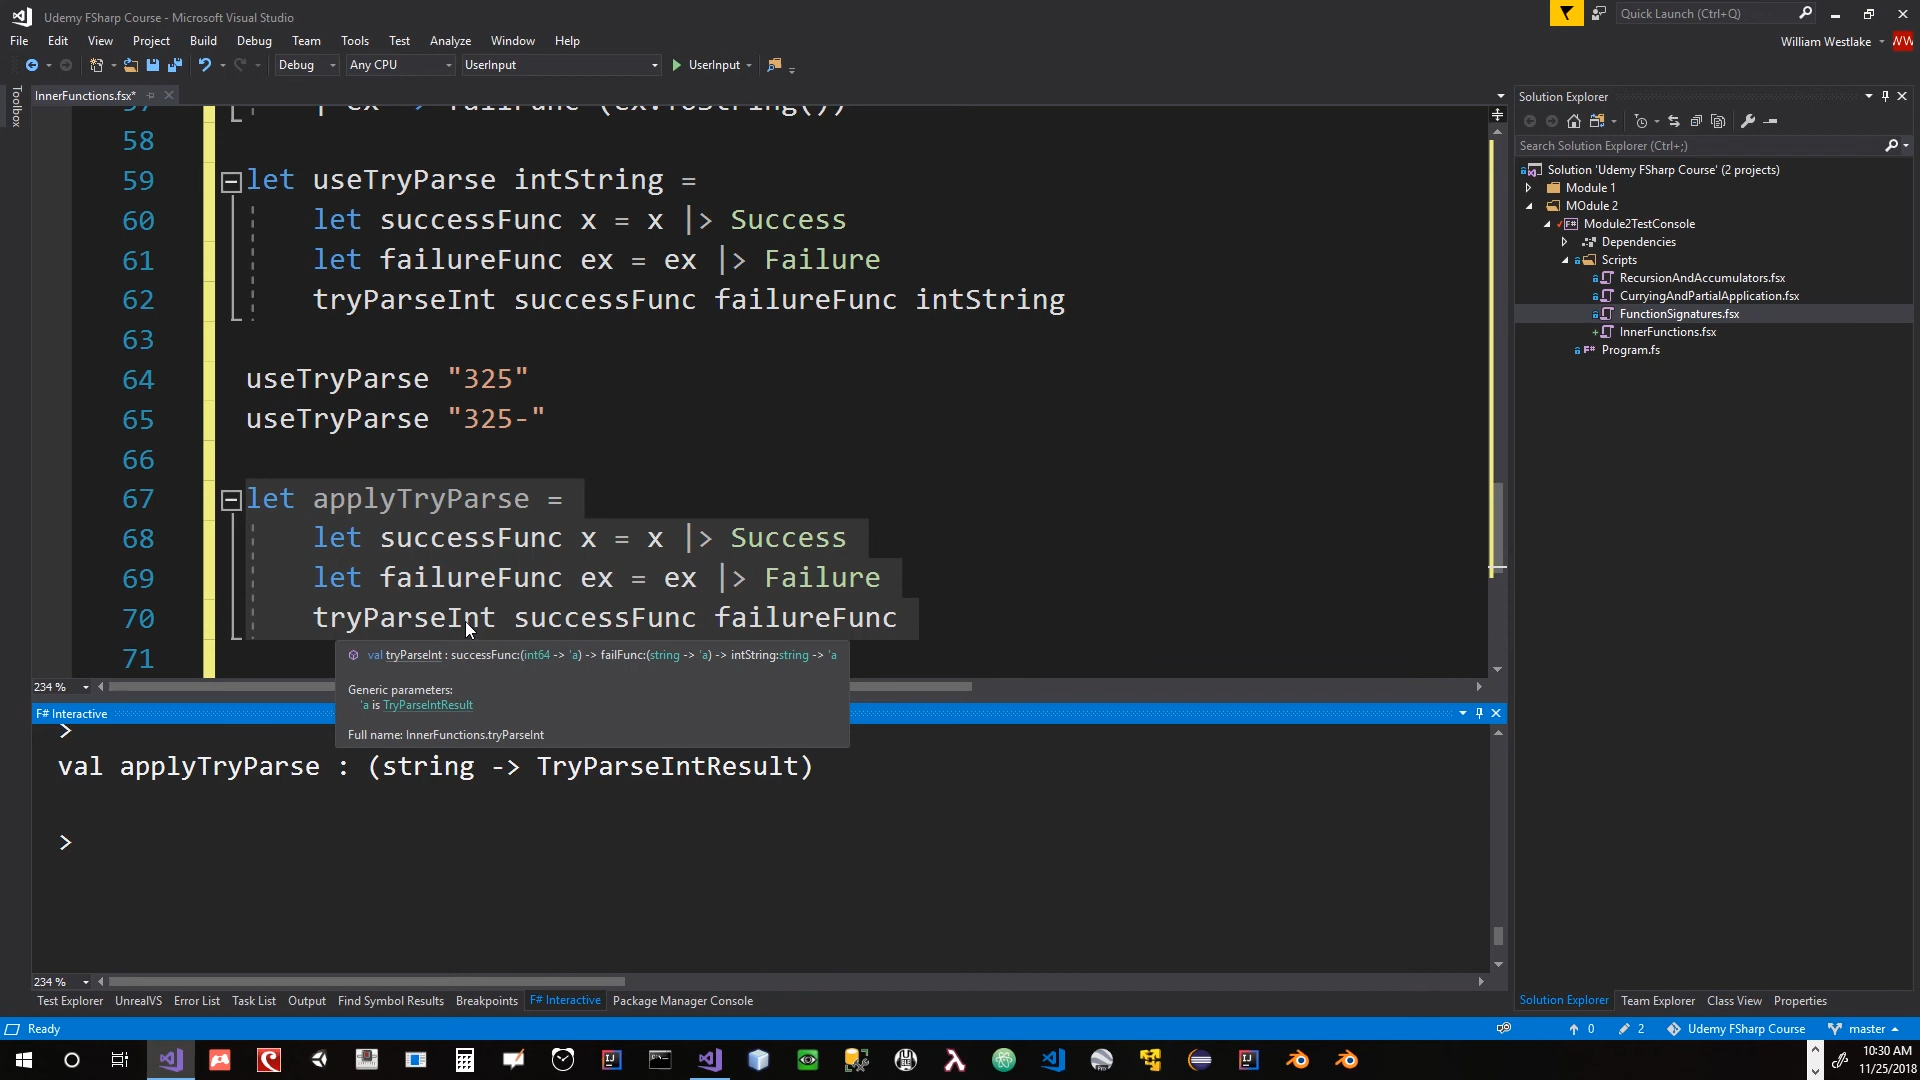 Udemy FSharp Course - Microsoft Visual Studio
Quick Launch (Ctrl+Q)
File Edit View Project Build Debug Team Tools Test Analyze Window Help
William Westlake
WW
Debug Any CPU UserInput UserInput
Toolbox
InnerFunctions.fsx*
58
59 let useTryParse intString =
60 let successFunc x = x |> Success
61 let failureFunc ex = ex |> Failure
62 tryParseInt successFunc failureFunc intString
63
64 useTryParse "325"
65 useTryParse "325-"
66
67 let applyTryParse =
68 let successFunc x = x |> Success
69 let failureFunc ex = ex |> Failure
70 tryParseInt successFunc failureFunc
71
val tryParseInt : successFunc:(int64 -> 'a) -> failFunc:(string -> 'a) -> intString:string -> 'a
Generic parameters:
'a is TryParseIntResult
Full name: InnerFunctions.tryParseInt
234 %
F# Interactive
>
val applyTryParse : (string -> TryParseIntResult)
>
234 %
Test Explorer UnrealVS Error List Task List Output Find Symbol Results Breakpoints F# Interactive Package Manager Console
Solution Explorer
Search Solution Explorer (Ctrl+;)
Solution 'Udemy FSharp Course' (2 projects)
Module 1
MOdule 2
Module2TestConsole
Dependencies
Scripts
RecursionAndAccumulators.fsx
CurryingAndPartialApplication.fsx
FunctionSignatures.fsx
InnerFunctions.fsx
Program.fs
Solution Explorer Team Explorer Class View Properties
Ready
0 2 Udemy FSharp Course master
10:30 AM
11/25/2018